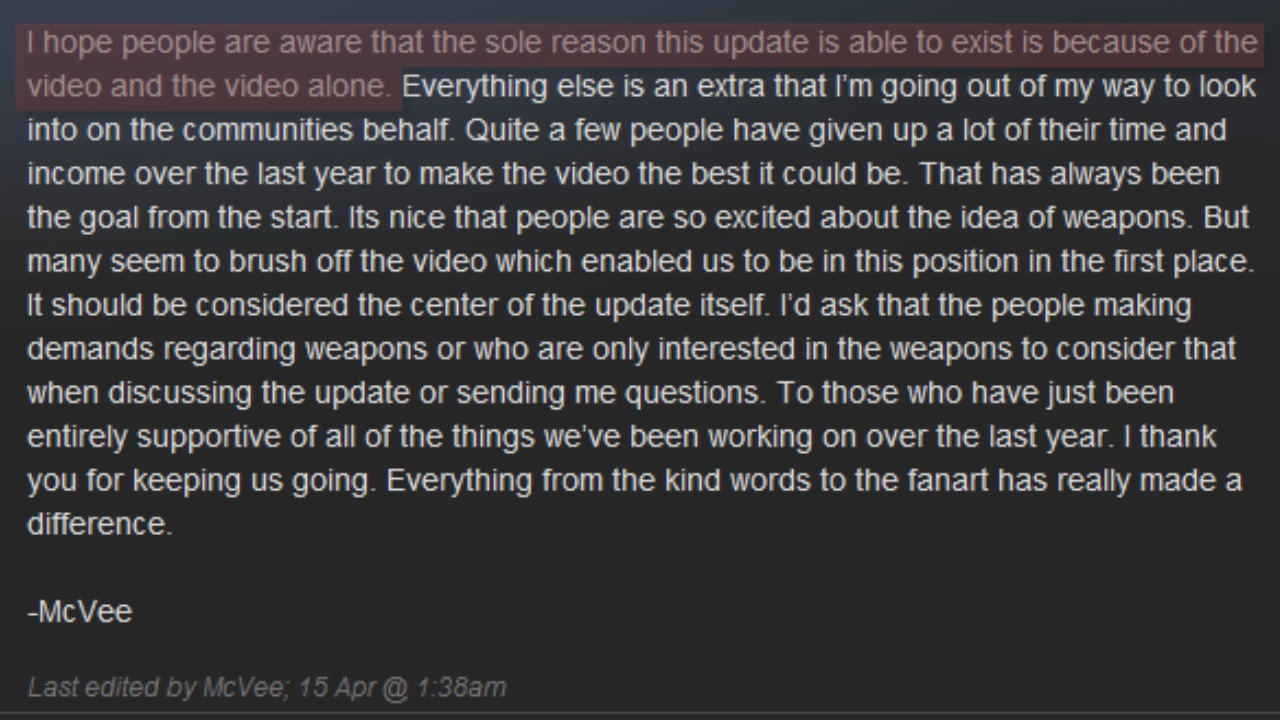 I hope people are aware that the sole reason this update is able to exist is because of the
video and the video alone. Everything else is an extra that I'm going out of my way to look
into on the communities behalf. Quite a few people have given up a lot of their time and
income over the last year to make the video the best it could be. That has always been
the goal from the start. Its nice that people are so excited about the idea of weapons. But
many seem to brush off the video which enabled us to be in this position in the first place.
It should be considered the center of the update itself. I'd ask that the people making
demands regarding weapons or who are only interested in the weapons to consider that
when discussing the update or sending me questions. To those who have just been
entirely supportive of all of the things we've been working on over the last year. I thank
you for keeping us going. Everything from the kind words to the fanart has really made a
difference.
-McVee
Last edited by McVee; 15 Apr @ 1:38am